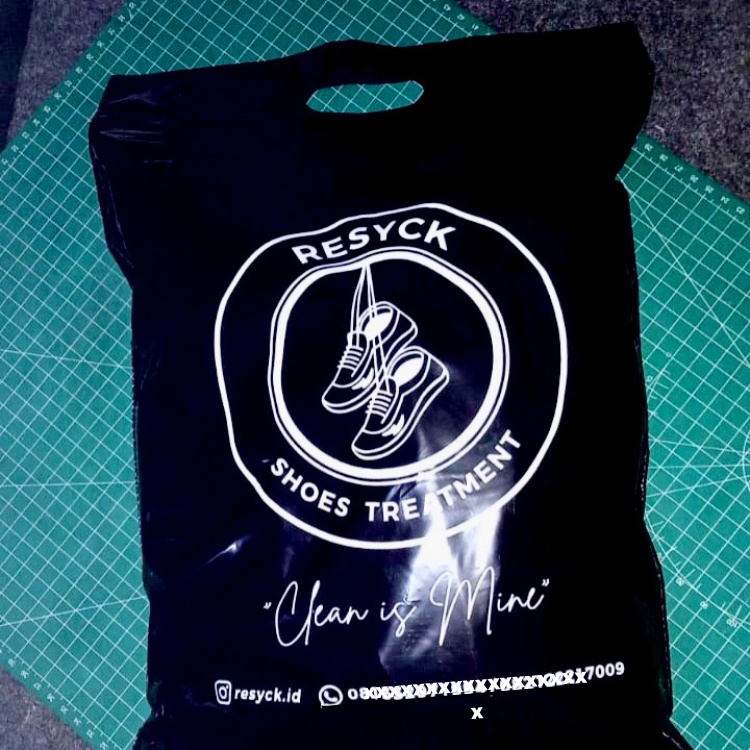 RESYCK
SHOES TREATMENT
"Clean is Mine"
resyck.id